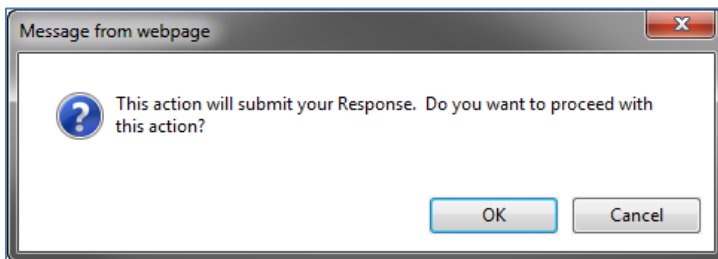 Message from webpage
This action will submit your Response.  Do you want to proceed with
this action?
OK
Cancel